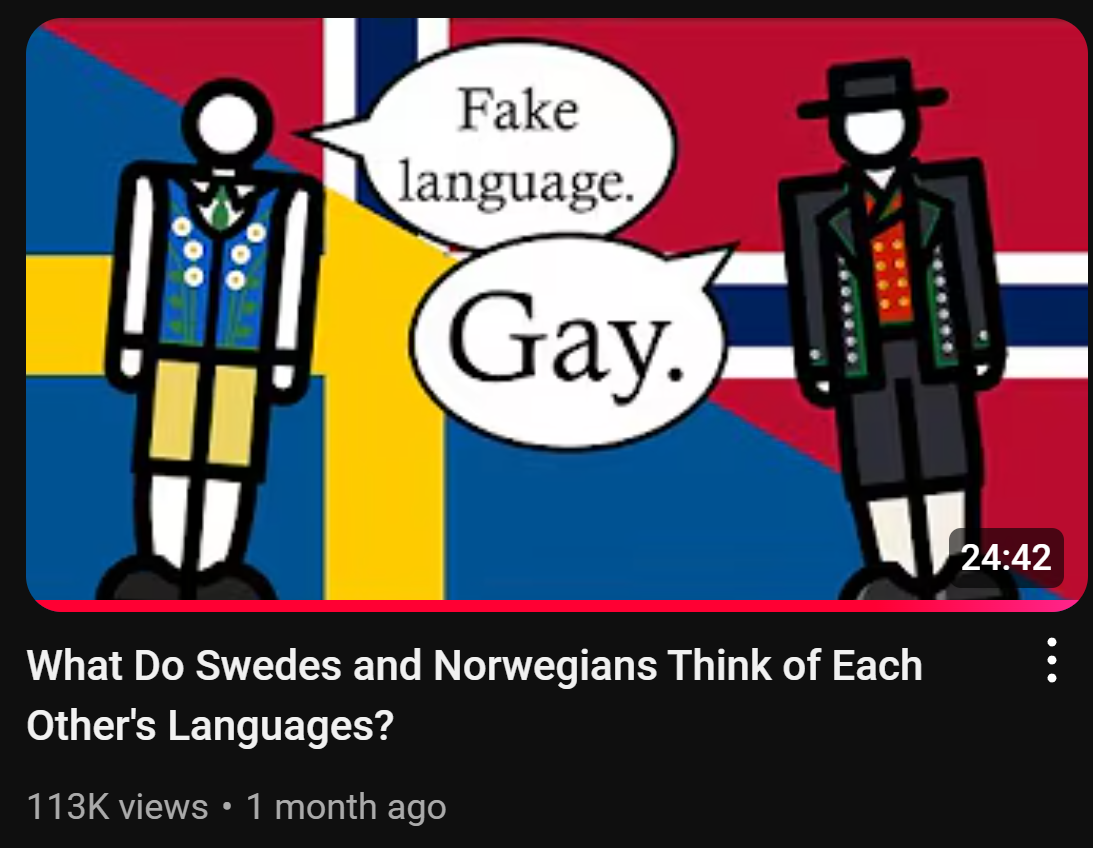 Fake
language.
Gay.
24:42
What Do Swedes and Norwegians Think of Each
Other's Languages?
113K views • 1 month ago